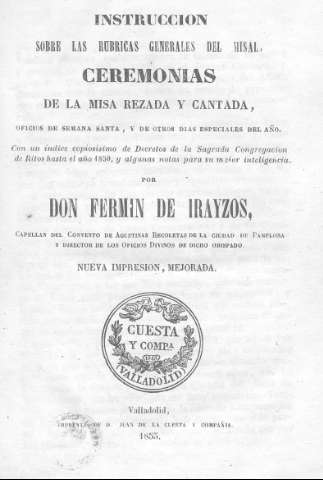 INSTRUCCION
SOBRE LAS RUBRICAS GENERALES DEL MISAL,
CEREMONIAS
DE LA MISA REZADA Y CANTADA,
OFICIOS DE SEMANA SANTA, Y DE OTROS DIAS ESPECIALES DEL AÑO.
Con un indice copiosisimo de Decretos de la Sagrada Congregacion
de Ritos hasta el año 1850, y algunas notas para su mejor inteligencia.
POR
DON FERMIN DE IRAYZOS,
CAPELLAN DEL CONVENTO DE AGUSTINAS RECOLETAS DE LA CIUDAD DE PAMPLONA
Y DIRECTOR DE LOS OFICIOS DIVINOS DE DICHO OBISPADO.
NUEVA IMPRESION, MEJORADA.
CUESTA
Y COMPª
VALLADOLID
Valladolid,
IMPRENTA DE D. JUAN DE LA CUESTA Y COMPAÑIA.
1855.